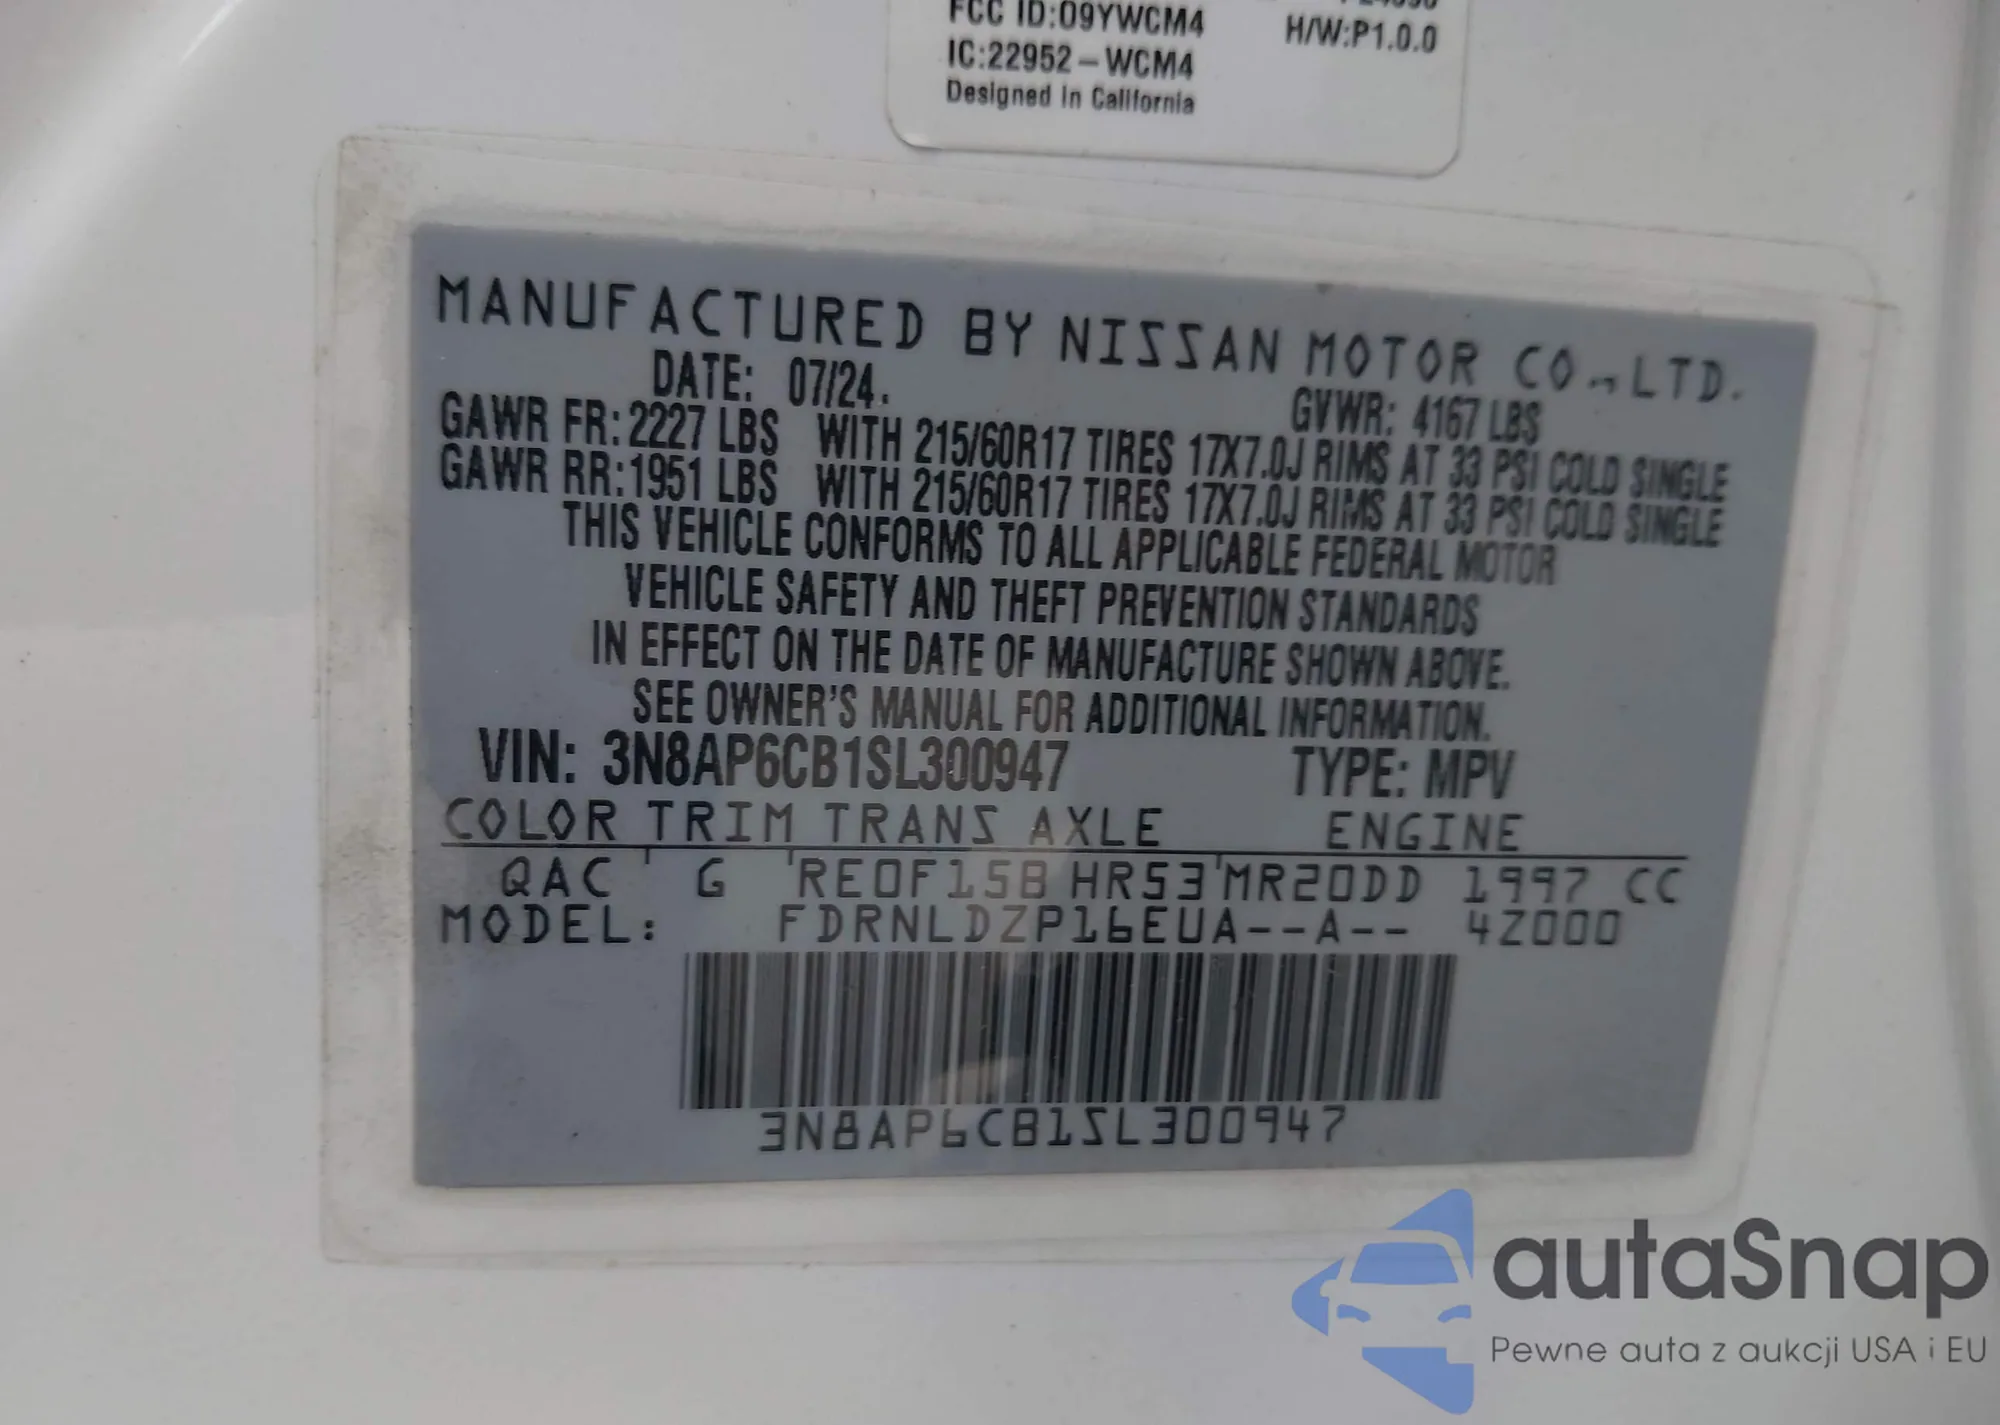 FCC ID:O9YWCM4
H/W:P1.0.0
IC:22952-WCM4
Designed in California
MANUFACTURED BY NISSAN MOTOR CO.,LTD.
DATE: 07/24. GVWR: 4167 LBS
GAWR FR: 2227 LBS WITH 215/60R17 TIRES 17X7.0J RIMS AT 33 PSI COLD SINGLE
GAWR RR: 1951 LBS WITH 215/60R17 TIRES 17X7.0J RIMS AT 33 PSI COLD SINGLE
THIS VEHICLE CONFORMS TO ALL APPLICABLE FEDERAL MOTOR
VEHICLE SAFETY AND THEFT PREVENTION STANDARDS
IN EFFECT ON THE DATE OF MANUFACTURE SHOWN ABOVE.
SEE OWNER'S MANUAL FOR ADDITIONAL INFORMATION.
VIN: 3N8AP6CB1SL300947 TYPE: MPV
COLOR TRIM TRANS AXLE ENGINE
QAC G RE0F15B HR53 MR20DD 1997 CC
MODEL: FDRNLDZP16EUA--A-- 4Z000
3N8AP6CB1SL300947
autaSnap
Pewne auta z aukcji USA i EU